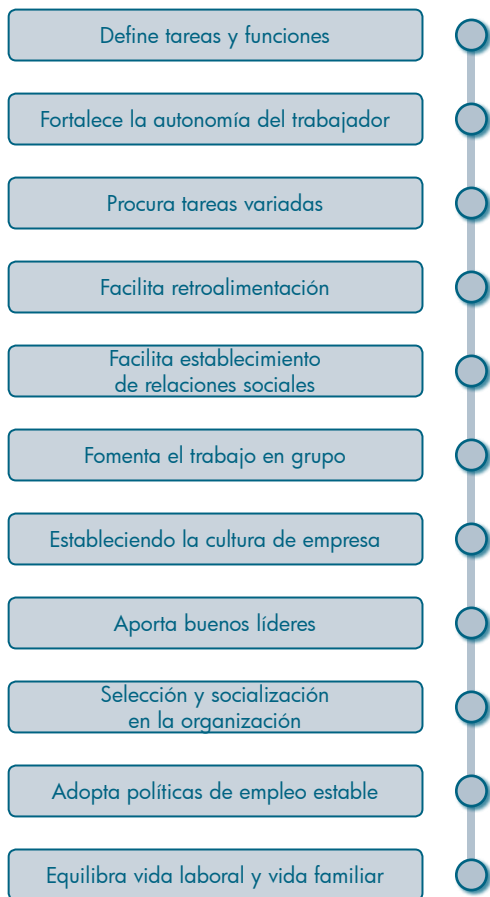 Define tareas y funciones
Fortalece la autonomía del trabajador
Procura tareas variadas
Facilita retroalimentación
Facilita establecimiento
de relaciones sociales
Fomenta el trabajo en grupo
Estableciendo la cultura de empresa
Aporta buenos líderes
Selección y socialización
en la organización
Adopta políticas de empleo estable
Equilibra vida laboral y vida familiar